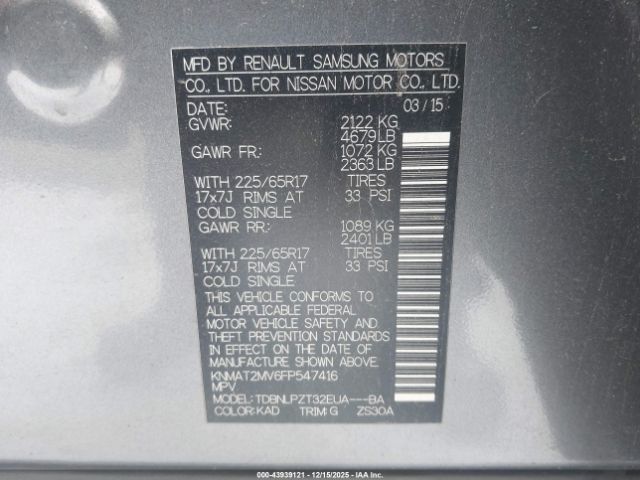 MFD BY RENAULT SAMSUNG MOTORS
CO., LTD. FOR NISSAN MOTOR CO., LTD.
DATE: 03/15
GVWR: 2122 KG
4679 LB
GAWR FR.: 1072 KG
2363 LB
WITH 225/65R17 TIRES
17x7J RIMS AT 33 PSI
COLD SINGLE
GAWR RR.: 1089 KG
2401 LB
WITH 225/65R17 TIRES
17x7J RIMS AT 33 PSI
COLD SINGLE
THIS VEHICLE CONFORMS TO
ALL APPLICABLE FEDERAL
MOTOR VEHICLE SAFETY AND
THEFT PREVENTION STANDARDS
IN EFFECT ON THE DATE
OF MANUFACTURE SHOWN ABOVE.
KNMAT2MV6FP547416
MPV
MODEL: TDBNLPZT32EUA---BA
COLOR: KAD TRIM: G ZS30A
000-43939121 - 12/15/2025 - IAAI.COM